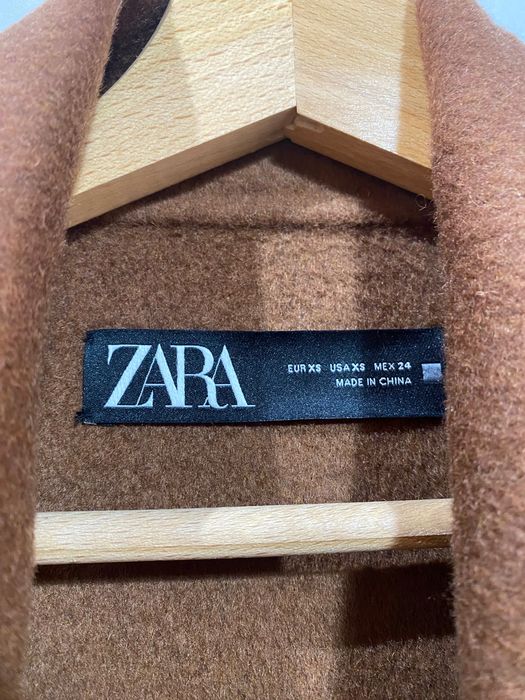 ZARA
EUR XS USA XS MEX 24
MADE IN CHINA